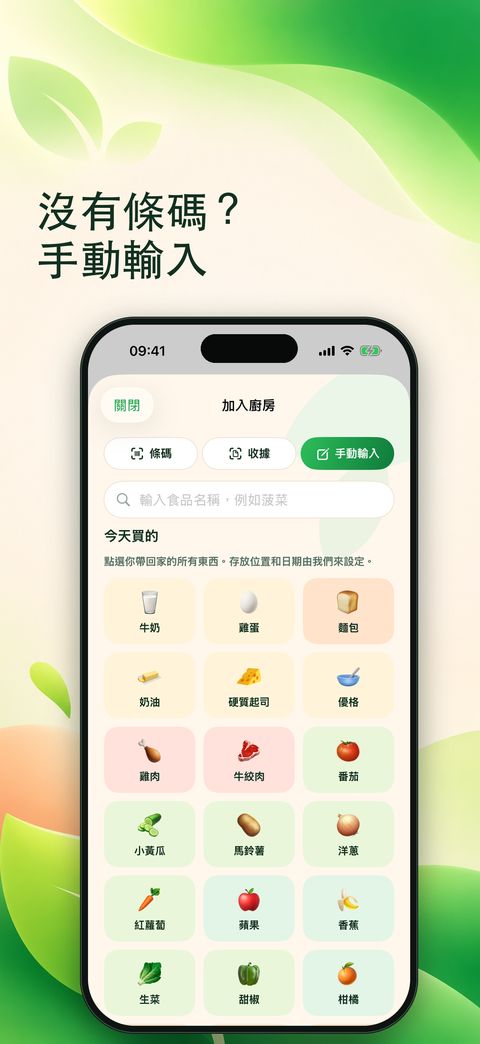 沒有條碼？
手動輸入
09:41
關閉
加入廚房
條碼
收據
手動輸入
輸入食品名稱，例如菠菜
今天買的
點選你帶回家的所有東西。存放位置和日期由我們來設定。
牛奶
雞蛋
麵包
奶油
硬質起司
優格
雞肉
牛絞肉
番茄
小黃瓜
馬鈴薯
洋蔥
紅蘿蔔
蘋果
香蕉
生菜
甜椒
柑橘